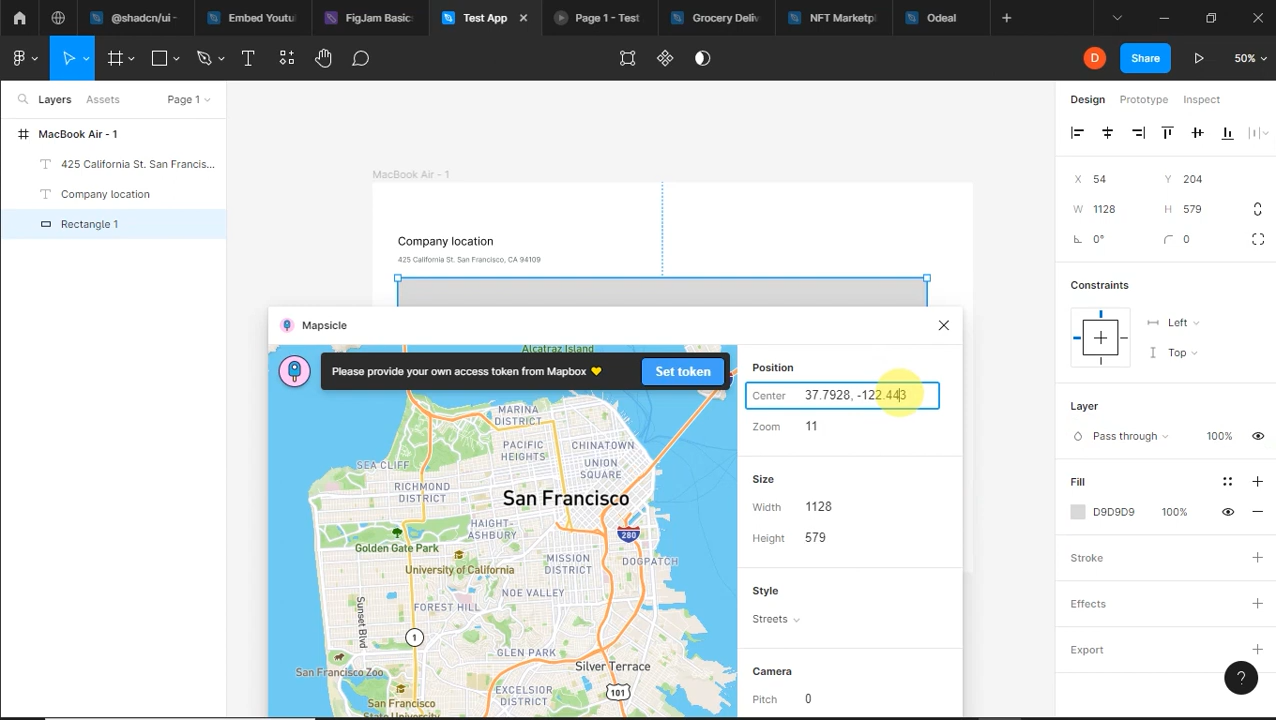 @shadcn/ui -
Embed Youtu
FigJam Basic
Test App
Page 1 - Test
Grocery Deliv
NFT Marketpl
Odeal
D
Share
50%
Layers
Assets
Page 1
MacBook Air - 1
425 California St. San Francis...
Company location
Rectangle 1
MacBook Air - 1
Company location
425 California St. San Francisco, CA 94109
Mapsicle
Please provide your own access token from Mapbox 💛
Set token
Alcatraz Island
MARINA
DISTRICT
PACIFIC
HEIGHTS
CHINATOWN
UNION
SQUARE
SEA CLIFF
RICHMOND
DISTRICT
San Francisco
HAIGHT-
ASHBURY
280
Golden Gate Park
MISSION
DISTRICT
DOGPATCH
University of California
NOE VALLEY
FOREST HILL
Sunset Blvd
1
GLEN PARK
Silver Terrace
San Francisco Zoo
EXCELSIOR
DISTRICT
101
San Francisco
State University
Position
Center 37.7928, -122.443
Zoom 11
Size
Width 1128
Height 579
Style
Streets
Camera
Pitch 0
Design
Prototype
Inspect
X 54
Y 204
W 1128
H 579
0°
0
Constraints
Left
Top
Layer
Pass through
100%
Fill
D9D9D9
100%
Stroke
Effects
Export
?